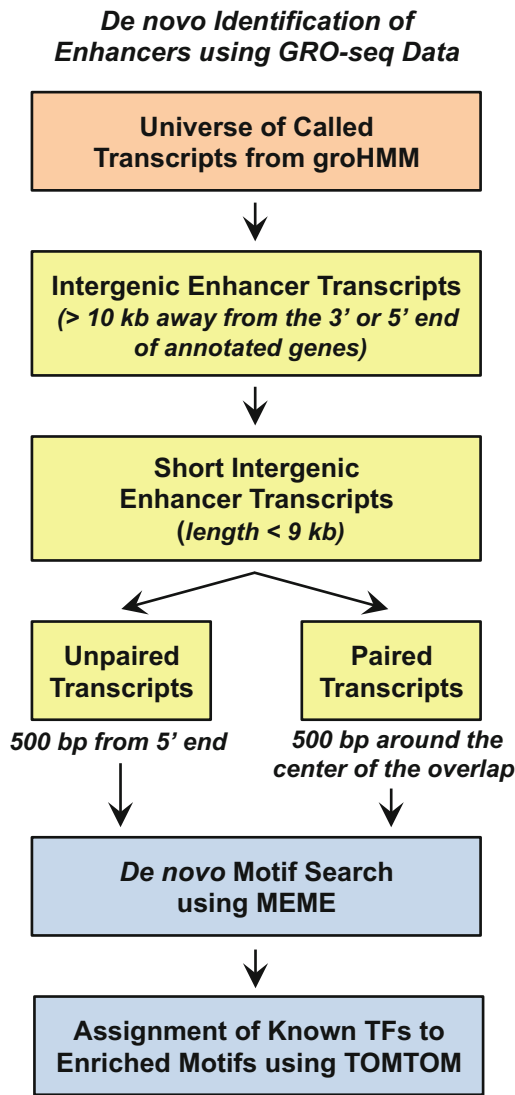 De novo Identification of
Enhancers using GRO-seq Data
Universe of Called
Transcripts from groHMM
Intergenic Enhancer Transcripts
(> 10 kb away from the 3’ or 5’ end
of annotated genes)
Short Intergenic
Enhancer Transcripts
(length < 9 kb)
Unpaired
Transcripts
500 bp from 5’ end
Paired
Transcripts
500 bp around the
center of the overlap
De novo Motif Search
using MEME
Assignment of Known TFs to
Enriched Motifs using TOMTOM